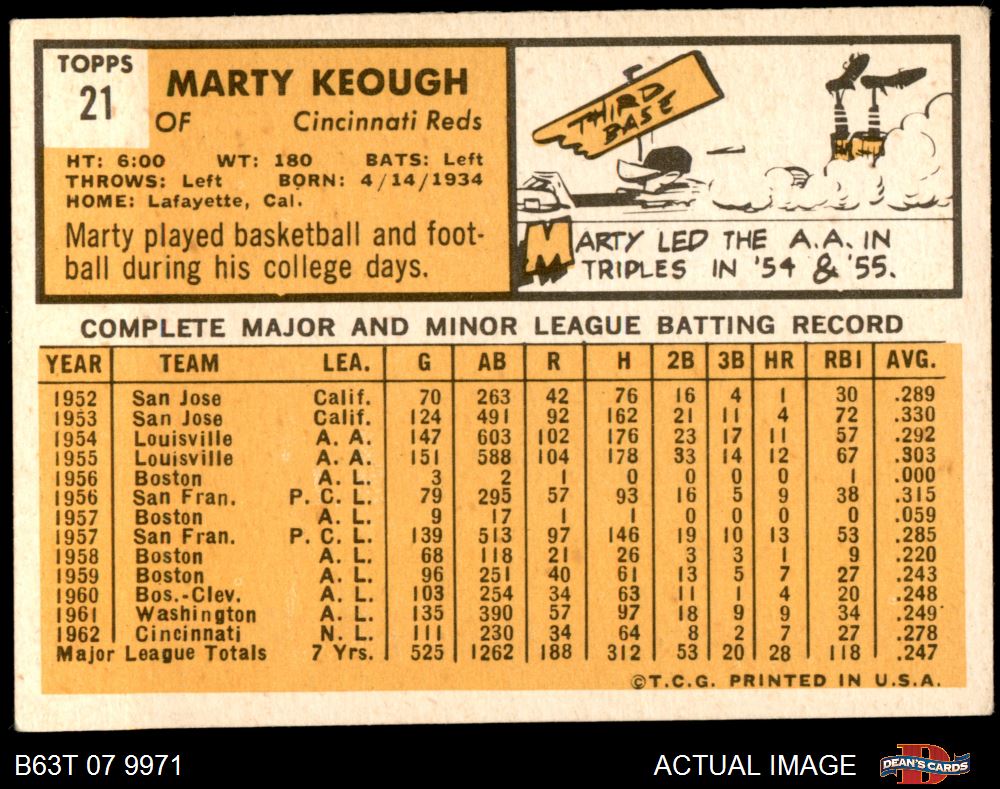 TOPPS
21
MARTY KEOUGH
OF Cincinnati Reds
HT: 6:00 WT: 180 BATS: Left
THROWS: Left BORN: 4/14/1934
HOME: Lafayette, Cal.
Marty played basketball and foot-
ball during his college days.
THIRD
BASE
MARTY LED THE A.A. IN
TRIPLES IN '54 & '55.
COMPLETE MAJOR AND MINOR LEAGUE BATTING RECORD
YEAR TEAM LEA. G AB R H 2B 3B HR RBI AVG.
1952 San Jose Calif. 70 263 42 76 16 4 1 30 .289
1953 San Jose Calif. 124 491 92 162 21 11 4 72 .330
1954 Louisville A. A. 147 603 102 176 23 17 11 57 .292
1955 Louisville A. A. 151 588 104 178 33 14 12 67 .303
1956 Boston A. L. 3 2 1 0 0 0 0 1 .000
1956 San Fran. P. C. L. 79 295 57 93 16 5 9 38 .315
1957 Boston A. L. 9 17 1 1 0 0 0 0 .059
1957 San Fran. P. C. L. 139 513 97 146 19 10 13 53 .285
1958 Boston A. L. 68 118 21 26 3 3 1 9 .220
1959 Boston A. L. 96 251 40 61 13 5 7 27 .243
1960 Bos.-Clev. A. L. 103 254 34 63 11 1 4 20 .248
1961 Washington A. L. 135 390 57 97 18 9 9 34 .249
1962 Cincinnati N. L. 111 230 34 64 8 2 7 27 .278
Major League Totals 7 Yrs. 525 1262 188 312 53 20 28 118 .247
©T.C.G. PRINTED IN U.S.A.
B63T 07 9971 ACTUAL IMAGE DEAN'S CARDS